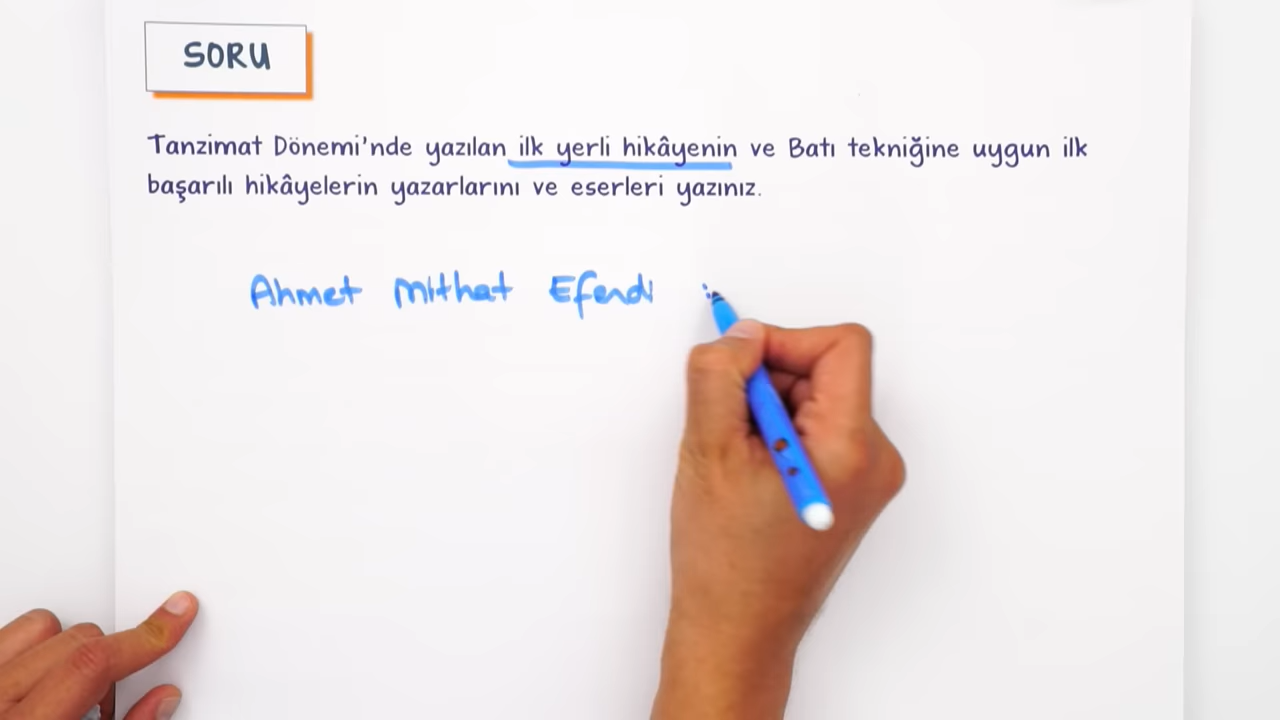 SORU
Tanzimat Dönemi'nde yazılan ilk yerli hikâyenin ve Batı tekniğine uygun ilk
başarılı hikâyelerin yazarlarını ve eserleri yazınız.
Ahmet Mithat Efendi :